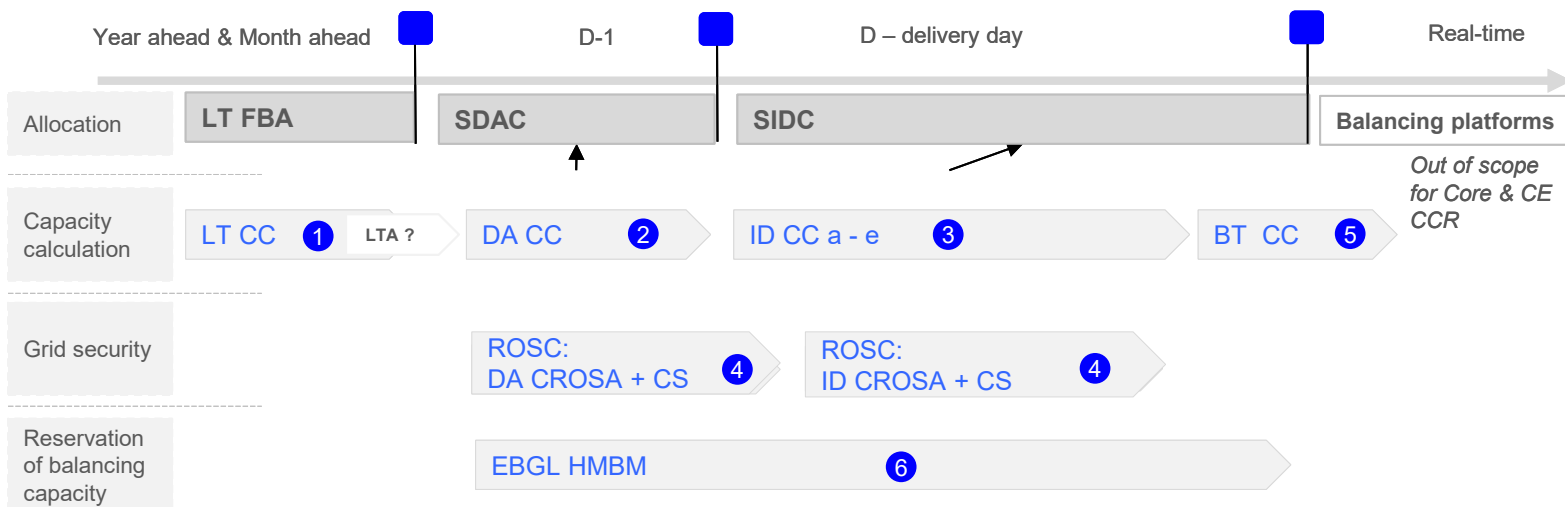 Year ahead & Month ahead
D-1
D – delivery day
Real-time
Allocation
LT FBA
SDAC
SIDC
Balancing platforms
Out of scope
for Core & CE
CCR
Capacity
calculation
LT CC 1
LTA ?
DA CC 2
ID CC a - e 3
BT CC 5
Grid security
ROSC:
DA CROSA + CS 4
ROSC:
ID CROSA + CS 4
Reservation
of balancing
capacity
EBGL HMBM 6